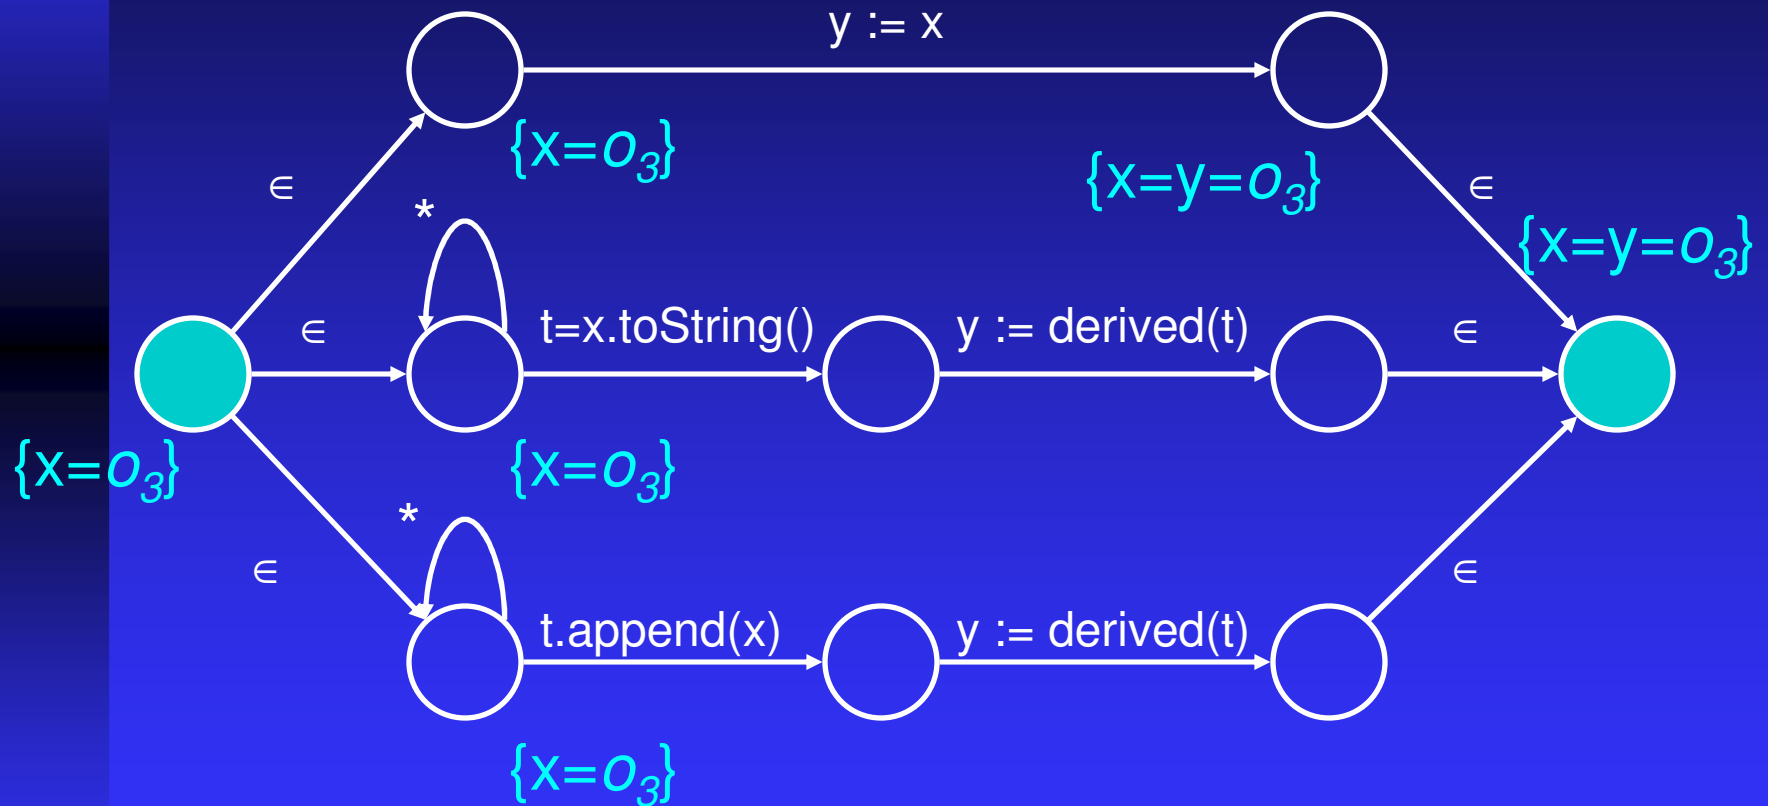 y := x
{x=o₃}
{x=y=o₃}
∈
∈
{x=y=o₃}
*
∈
t=x.toString()
y := derived(t)
∈
{x=o₃}
{x=o₃}
*
∈
∈
t.append(x)
y := derived(t)
{x=o₃}